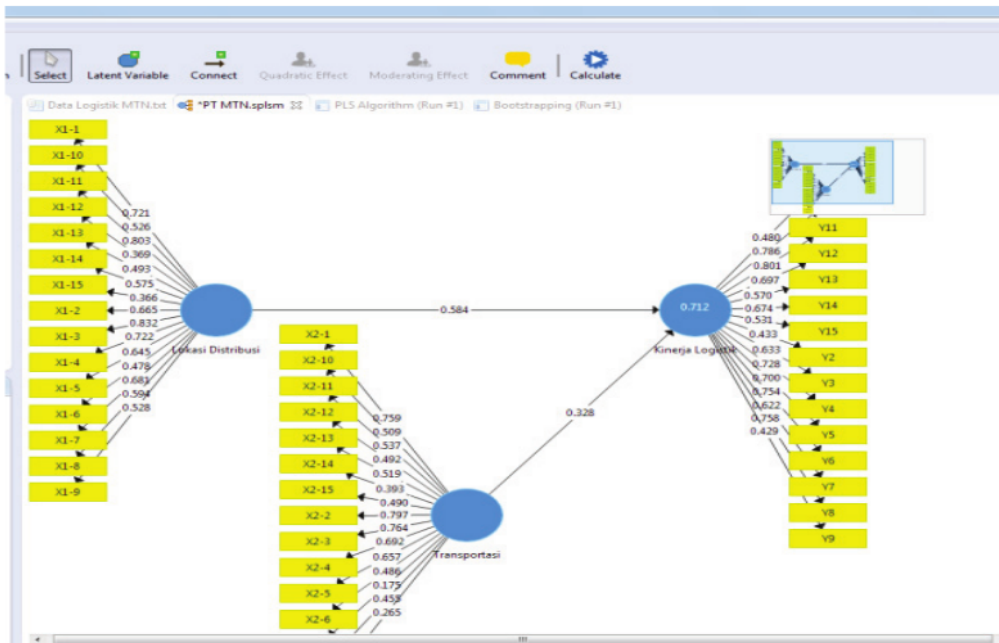 Select Latent Variable Connect Quadratic Effect Moderating Effect Comment Calculate
Data Logistik MTN.txt *PT MTN.splsm PLS Algorithm (Run #1) Bootstrapping (Run #1)
X1-1
X1-10
X1-11
X1-12
X1-13
X1-14
X1-15
X1-2
X1-3
X1-4
X1-5
X1-6
X1-7
X1-8
X1-9
0.721
0.526
0.803
0.369
0.493
0.575
0.366
0.665
0.832
0.722
0.645
0.478
0.681
0.594
0.528
Lokasi Distribusi
0.584
X2-1
X2-10
X2-11
X2-12
X2-13
X2-14
X2-15
X2-2
X2-3
X2-4
X2-5
X2-6
0.759
0.509
0.537
0.492
0.519
0.393
0.490
0.797
0.764
0.692
0.657
0.486
0.175
0.455
0.265
Transportasi
0.328
0.712
Kinerja Logistik
0.480
0.786
0.801
0.697
0.570
0.674
0.531
0.433
0.633
0.728
0.700
0.754
0.622
0.758
0.429
Y11
Y12
Y13
Y14
Y15
Y2
Y3
Y4
Y5
Y6
Y7
Y8
Y9